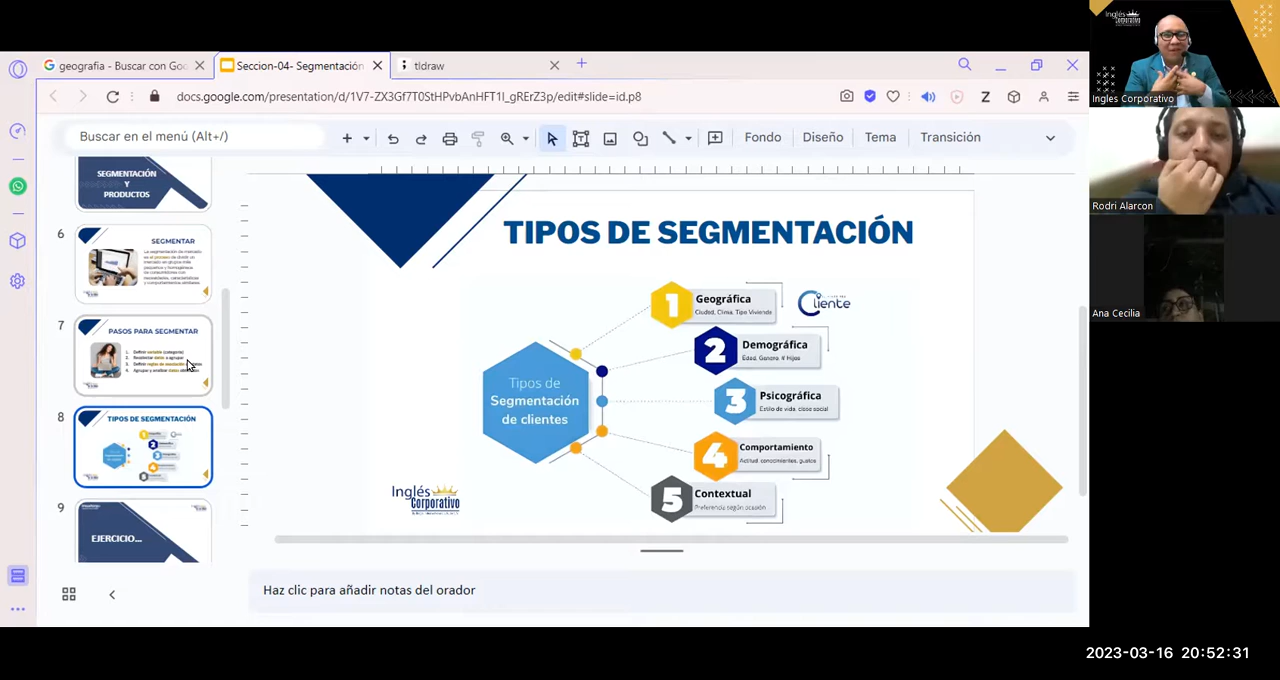 geografia - Buscar con Goo
Seccion-04- Segmentación
tldraw
docs.google.com/presentation/d/1V7-ZX3Gf7T0StHPvbAnHFT1I_gRErZ3p/edit#slide=id.p8
Buscar en el menú (Alt+/)
Fondo
Diseño
Tema
Transición
SEGMENTACIÓN
Y
PRODUCTOS
6
SEGMENTAR
7
PASOS PARA SEGMENTAR
8
TIPOS DE SEGMENTACIÓN
9
EJERCICIO...
TIPOS DE SEGMENTACIÓN
Tipos de
Segmentación
de clientes
1
Geográfica
Ciudad, Clima, Tipo Vivienda
Cliente
2
Demográfica
Edad, Genero, # Hijos
3
Psicográfica
Estilo de vida, clase social
4
Comportamiento
Actitud, conocimientos, gustos
5
Contextual
Preferencia según ocasión
Inglés
Corporativo
Haz clic para añadir notas del orador
Inglés
Corporativo
Ingles Corporativo
Rodri Alarcon
Ana Cecilia
2023-03-16 20:52:31